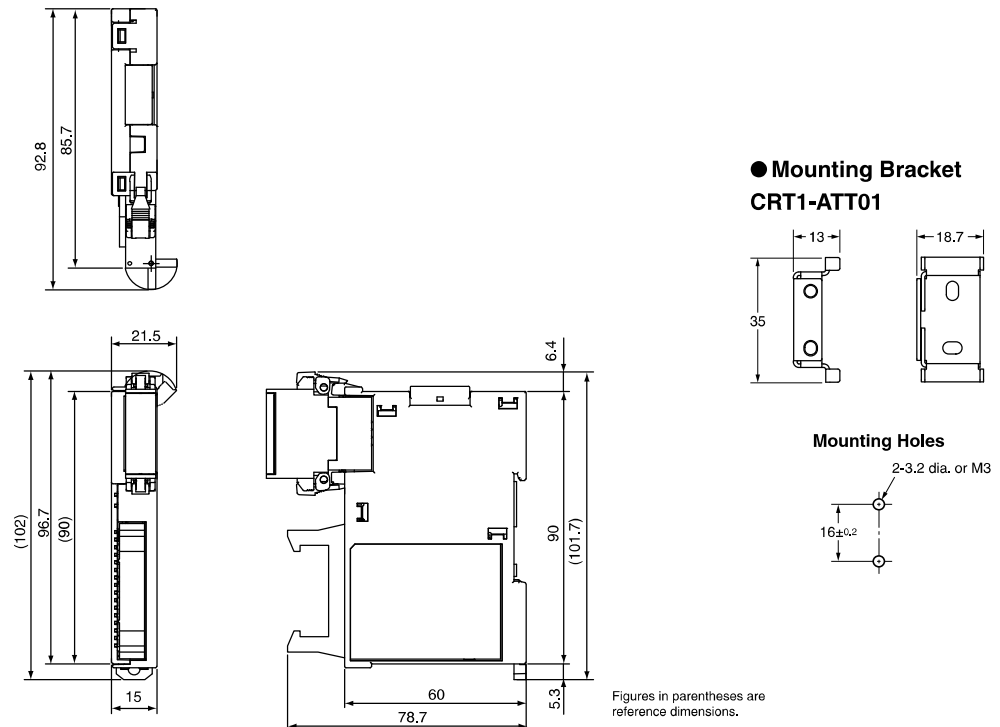 92.8
85.7
● Mounting Bracket
CRT1-ATT01
13
18.7
35
21.5
6.4
(102)
96.7
(90)
90
(101.7)
Mounting Holes
2-3.2 dia. or M3
16±0.2
15
60
78.7
5.3
Figures in parentheses are
reference dimensions.